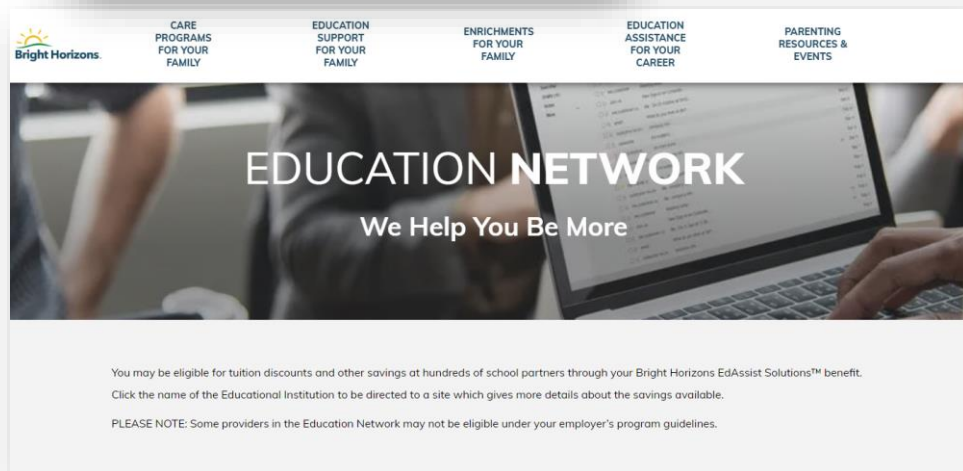 Bright Horizons.
CARE
PROGRAMS
FOR YOUR
FAMILY
EDUCATION
SUPPORT
FOR YOUR
FAMILY
ENRICHMENTS
FOR YOUR
FAMILY
EDUCATION
ASSISTANCE
FOR YOUR
CAREER
PARENTING
RESOURCES &
EVENTS
EDUCATION NETWORK
We Help You Be More
You may be eligible for tuition discounts and other savings at hundreds of school partners through your Bright Horizons EdAssist Solutions™ benefit.
Click the name of the Educational Institution to be directed to a site which gives more details about the savings available.
PLEASE NOTE: Some providers in the Education Network may not be eligible under your employer's program guidelines.